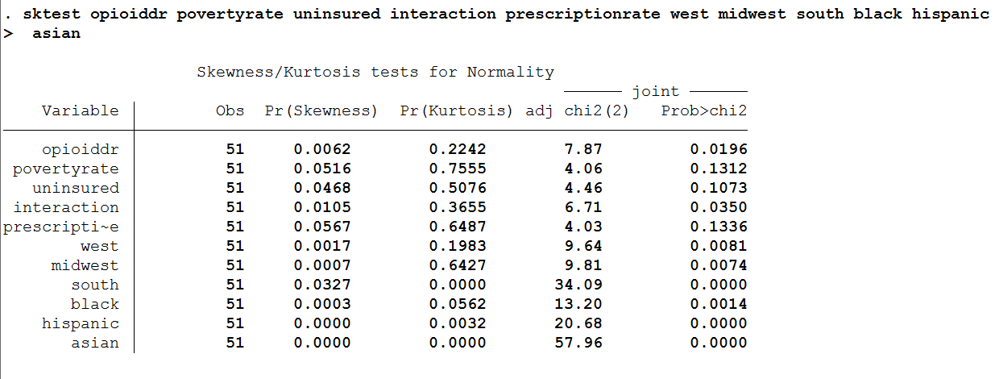 . sktest opioiddr povertyrate uninsured interaction prescriptionrate west midwest south black hispanic
> asian
Skewness/Kurtosis tests for Normality
joint
Variable Obs Pr(Skewness) Pr(Kurtosis) adj chi2(2) Prob>chi2
opioiddr 51 0.0062 0.2242 7.87 0.0196
povertyrate 51 0.0516 0.7555 4.06 0.1312
uninsured 51 0.0468 0.5076 4.46 0.1073
interaction 51 0.0105 0.3655 6.71 0.0350
prescripti~e 51 0.0567 0.6487 4.03 0.1336
west 51 0.0017 0.1983 9.64 0.0081
midwest 51 0.0007 0.6427 9.81 0.0074
south 51 0.0327 0.0000 34.09 0.0000
black 51 0.0003 0.0562 13.20 0.0014
hispanic 51 0.0000 0.0032 20.68 0.0000
asian 51 0.0000 0.0000 57.96 0.0000